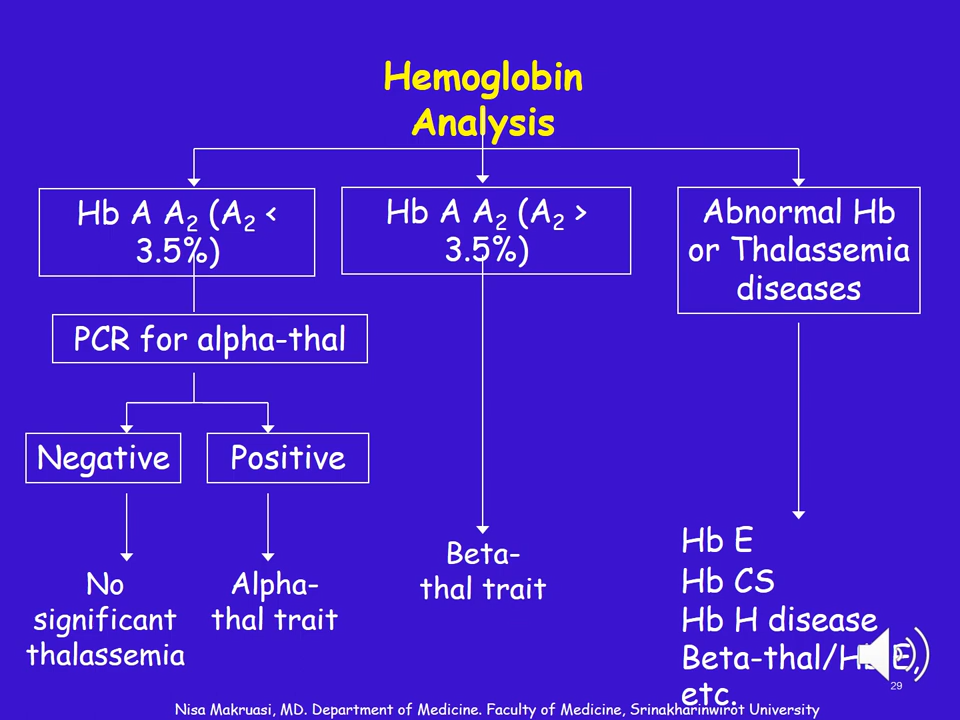 Hemoglobin
Analysis
Hb A A₂ (A₂ <
3.5%)
Hb A A₂ (A₂ >
3.5%)
Abnormal Hb
or Thalassemia
diseases
PCR for alpha-thal
Negative
Positive
No
significant
thalassemia
Alpha-
thal trait
Beta-
thal trait
Hb E
Hb CS
Hb H disease
Beta-thal/Hb E,
etc.
29
Nisa Makruasi, MD. Department of Medicine. Faculty of Medicine, Srinakharinwirot University